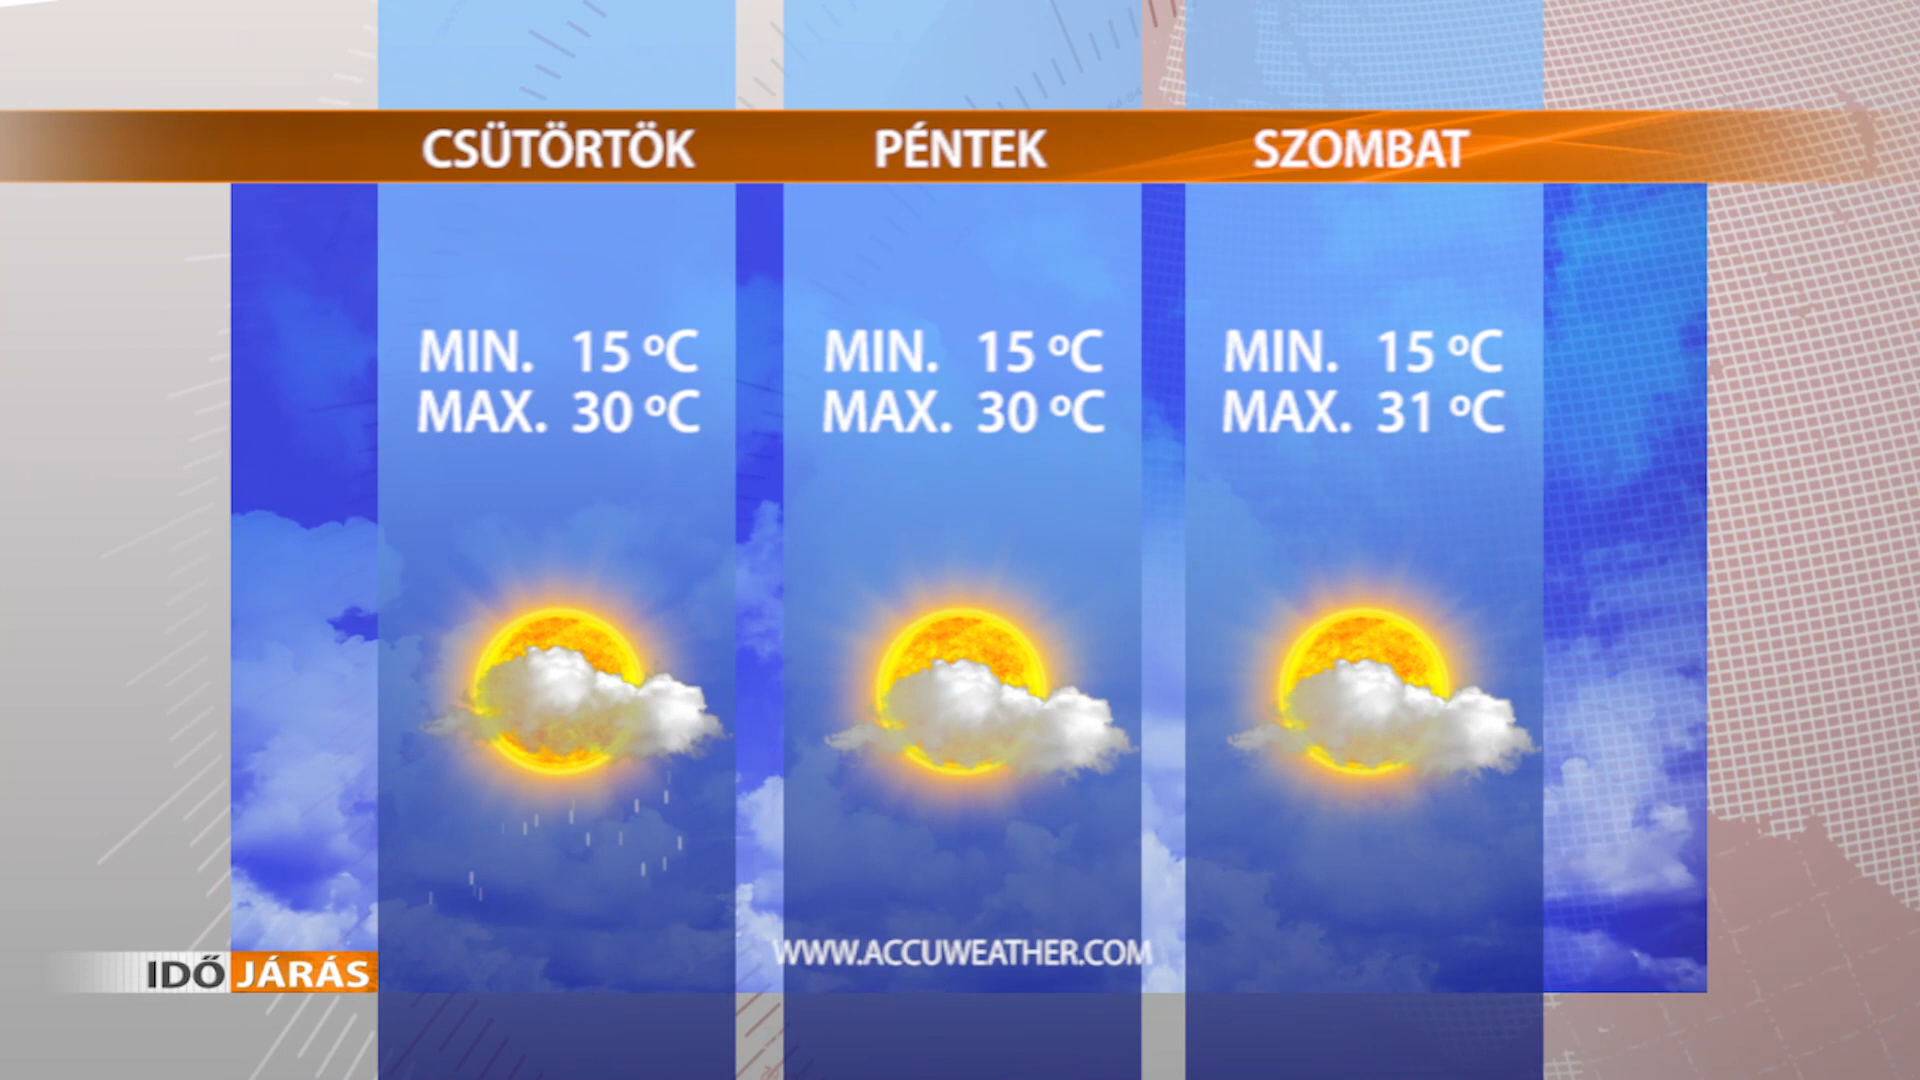 CSÜTÖRTÖK
PÉNTEK
SZOMBAT
MIN. 15 ºC
MAX. 30 ºC
MIN. 15 ºC
MAX. 30 ºC
MIN. 15 ºC
MAX. 31 ºC
WWW.ACCUWEATHER.COM
IDŐJÁRÁS